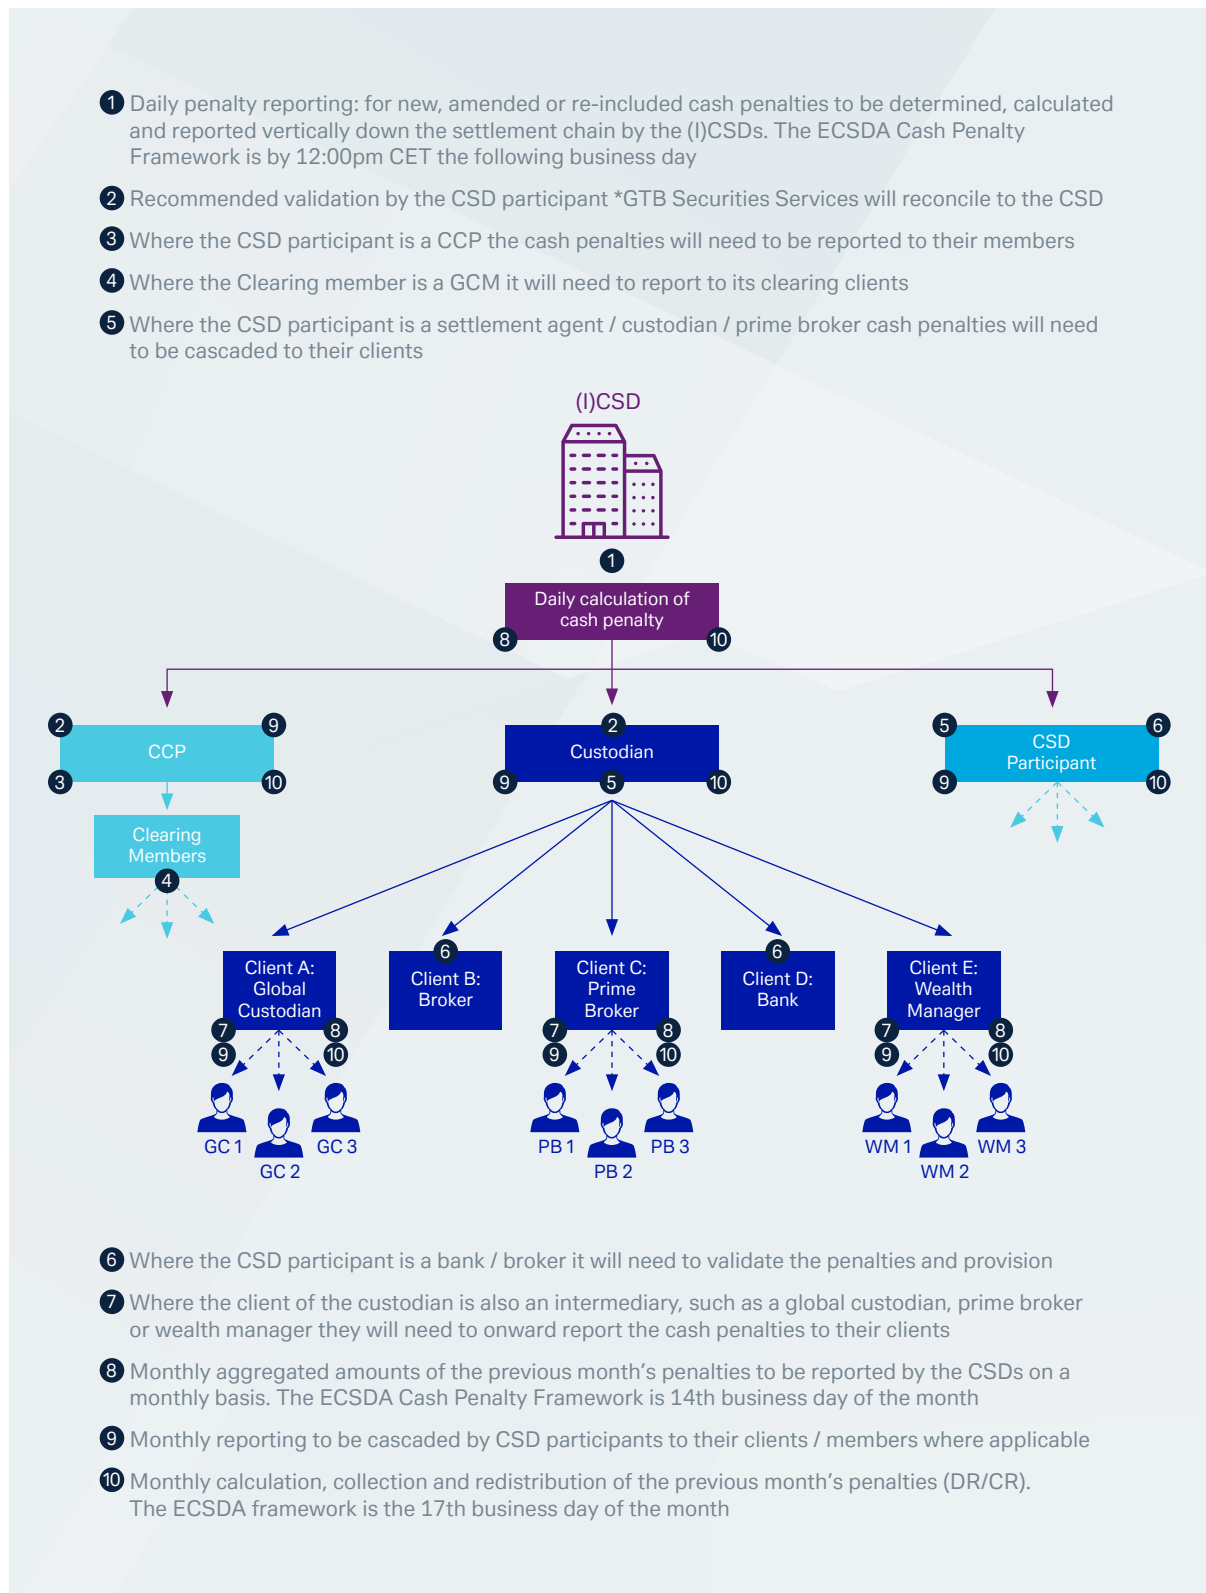 1 Daily penalty reporting: for new, amended or re-included cash penalties to be determined, calculated
and reported vertically down the settlement chain by the (I)CSDs. The ECSDA Cash Penalty
Framework is by 12:00pm CET the following business day
2 Recommended validation by the CSD participant *GTB Securities Services will reconcile to the CSD
3 Where the CSD participant is a CCP the cash penalties will need to be reported to their members
4 Where the Clearing member is a GCM it will need to report to its clearing clients
5 Where the CSD participant is a settlement agent / custodian / prime broker cash penalties will need
to be cascaded to their clients
(I)CSD
1
Daily calculation of
cash penalty
8 10
2 9
CCP
3 10
2
Custodian
9 5 10
5 6
CSD
Participant
9 10
Clearing
Members
4
Client A:
Global
Custodian
7 8
9 10
6
Client B:
Broker
Client C:
Prime
Broker
7 8
9 10
6
Client D:
Bank
Client E:
Wealth
Manager
7 8
9 10
GC 1
GC 2
GC 3
PB 1
PB 2
PB 3
WM 1
WM 2
WM 3
6 Where the CSD participant is a bank / broker it will need to validate the penalties and provision
7 Where the client of the custodian is also an intermediary, such as a global custodian, prime broker
or wealth manager they will need to onward report the cash penalties to their clients
8 Monthly aggregated amounts of the previous month’s penalties to be reported by the CSDs on a
monthly basis. The ECSDA Cash Penalty Framework is 14th business day of the month
9 Monthly reporting to be cascaded by CSD participants to their clients / members where applicable
10 Monthly calculation, collection and redistribution of the previous month’s penalties (DR/CR).
The ECSDA framework is the 17th business day of the month